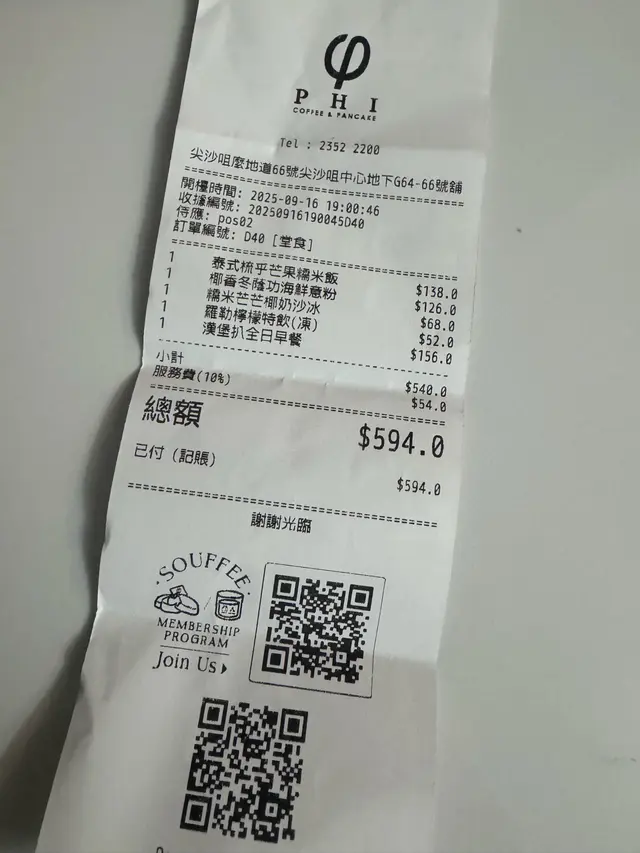 φ
PHI
COFFEE & PANCAKE
Tel : 2352 2200
尖沙咀麼地道66號尖沙咀中心地下G64-66號舖
開檯時間: 2025-09-16 19:00:46
收據編號: 20250916190045D40
侍應: pos02
訂單編號: D40 [堂食]
1 泰式梳乎芒果糯米飯 $138.0
1 椰香冬蔭功海鮮意粉 $126.0
1 糯米芒芒椰奶沙冰 $68.0
1 羅勒檸檬特飲(凍) $52.0
1 漢堡扒全日早餐 $156.0
小計 $540.0
服務費(10%) $54.0
總額 $594.0
已付 (記賬) $594.0
謝謝光臨
SOUFFEE
MEMBERSHIP
PROGRAM
Join Us